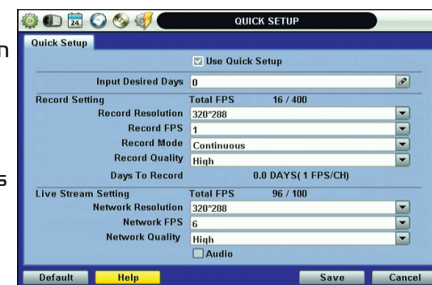 24
QUICK SETUP
Quick Setup
Use Quick Setup
Input Desired Days 0
Record Setting Total FPS 16 / 400
Record Resolution 320*288
Record FPS 1
Record Mode Continuous
Record Quality High
Days To Record 0.0 DAYS( 1 FPS/CH)
Live Stream Setting Total FPS 96 / 100
Network Resolution 320*288
Network FPS 6
Network Quality High
Audio
Default Help Save Cancel